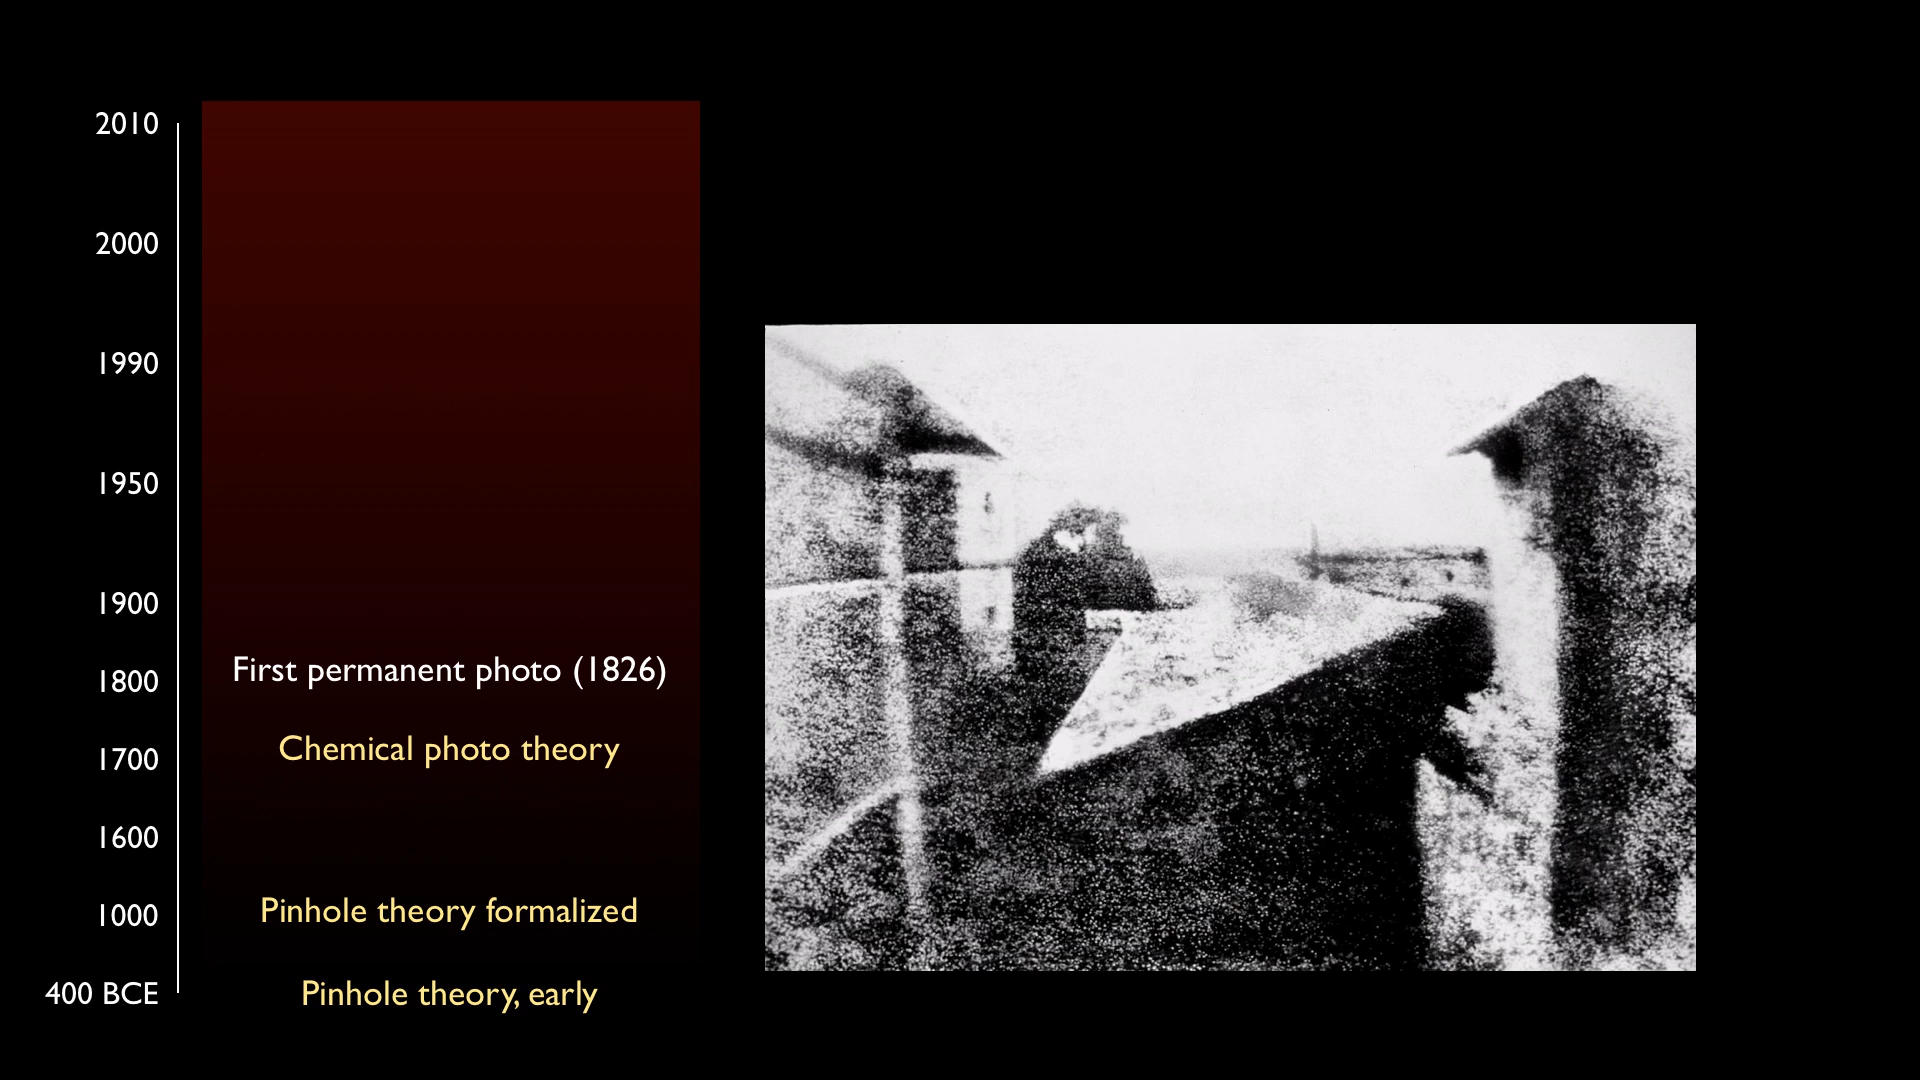 2010
2000
1990
1950
1900
First permanent photo (1826)
1800
Chemical photo theory
1700
1600
Pinhole theory formalized
1000
400 BCE
Pinhole theory, early